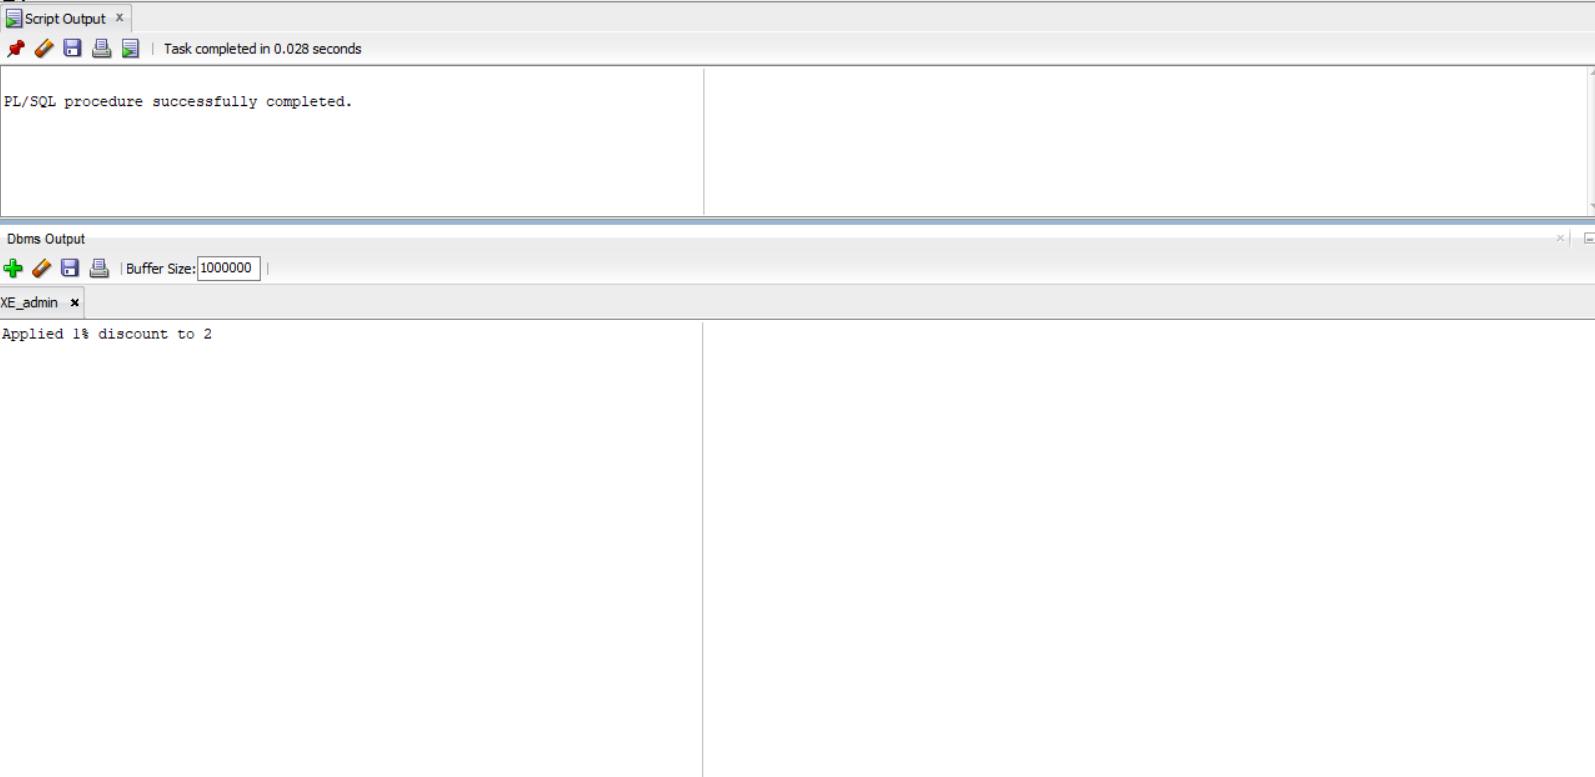 Script Output x
Task completed in 0.028 seconds
PL/SQL procedure successfully completed.
Dbms Output
Buffer Size: 1000000
XE_admin
Applied 1% discount to 2